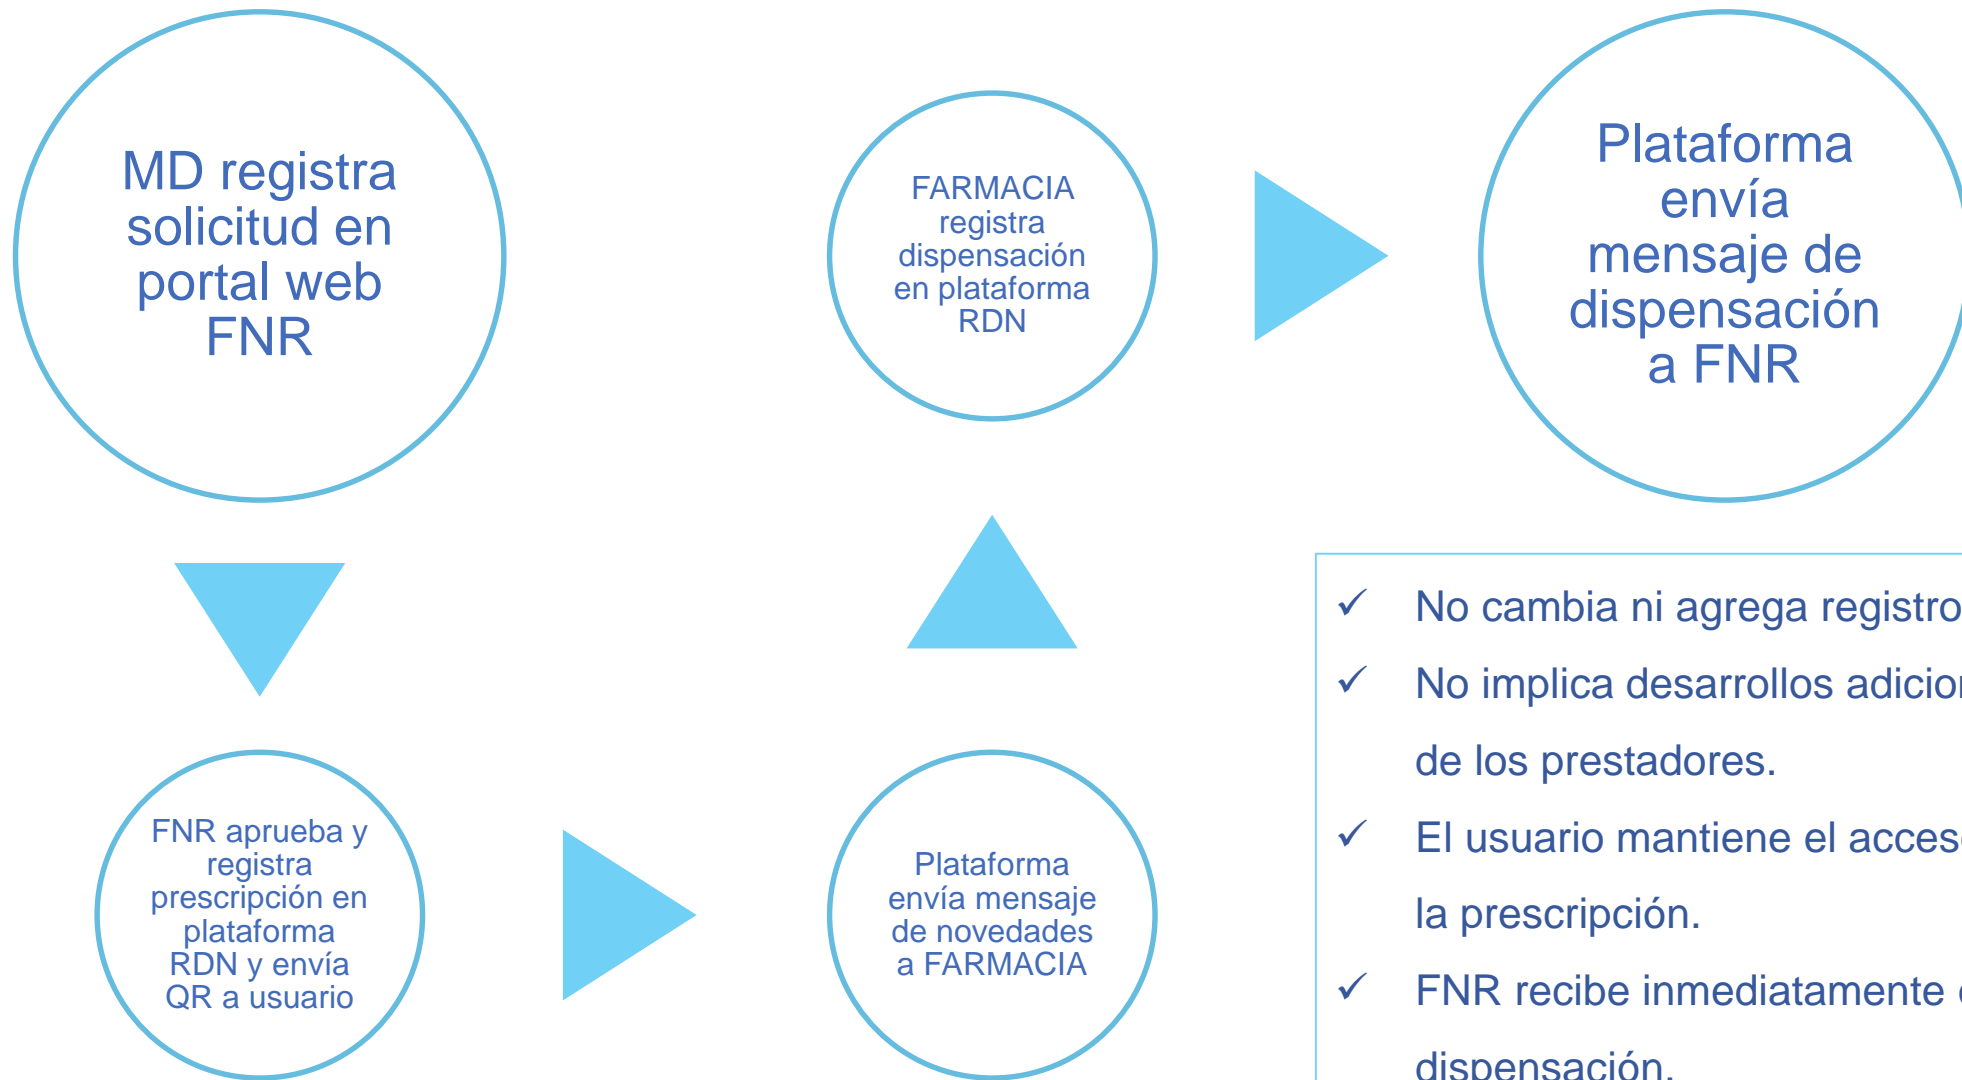 MD registra
solicitud en
portal web
FNR
FNR aprueba y
registra
prescripción en
plataforma
RDN y envía
QR a usuario
Plataforma
envía mensaje
de novedades
a FARMACIA
FARMACIA
registra
dispensación
en plataforma
RDN
Plataforma
envía
mensaje de
dispensación
a FNR
✓ No cambia ni agrega registro
✓ No implica desarrollos
de los prestadores.
✓ El usuario mantiene el
la prescripción.
✓ FNR recibe inmediatamente
dispensación.